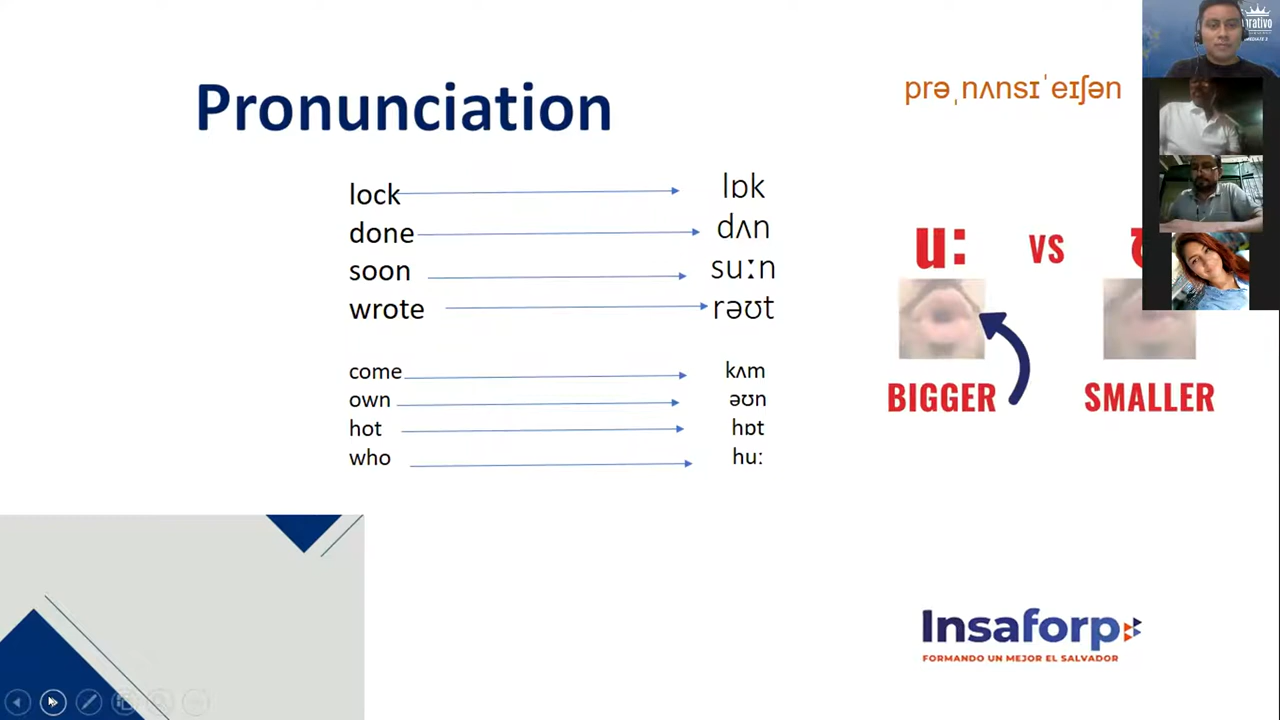 Pronunciation
prəˌnʌnsɪˈeɪʃən
lock lɒk
done dʌn
soon suːn
wrote rəʊt
come kʌm
own əʊn
hot hɒt
who huː
uː VS
BIGGER SMALLER
Insaforp
FORMANDO UN MEJOR EL SALVADOR